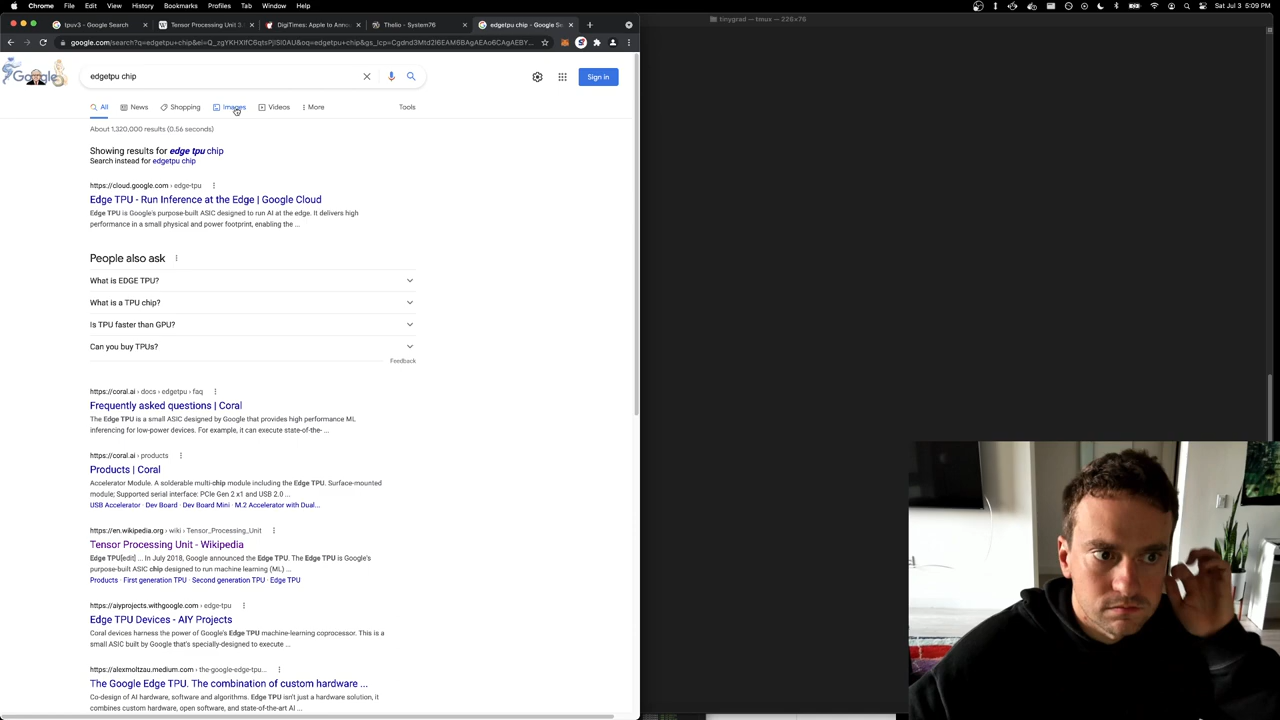 Chrome File Edit View History Bookmarks Profiles Tab Window Help
Sat Jul 3 5:09 PM
tpuv3 - Google Search
Tensor Processing Unit 3.
DigiTimes: Apple to Anno
Thelio - System76
edgetpu chip - Google Se
tinygrad — tmux — 226×76
edgetpu chip
Sign in
All News Shopping Images Videos More Tools
About 1,320,000 results (0.56 seconds)
Showing results for edge tpu chip
Search instead for edgetpu chip
https://cloud.google.com › edge-tpu
Edge TPU - Run Inference at the Edge | Google Cloud
Edge TPU is Google's purpose-built ASIC designed to run AI at the edge. It delivers high
performance in a small physical and power footprint, enabling the ...
People also ask
What is EDGE TPU?
What is a TPU chip?
Is TPU faster than GPU?
Can you buy TPUs?
Feedback
https://coral.ai › docs › edgetpu › faq
Frequently asked questions | Coral
The Edge TPU is a small ASIC designed by Google that provides high performance ML
inferencing for low-power devices. For example, it can execute state-of-the- ...
https://coral.ai › products
Products | Coral
Accelerator Module. A solderable multi-chip module including the Edge TPU. Surface-mounted
module; Supported serial interface: PCIe Gen 2 x1 and USB 2.0 ...
USB Accelerator · Dev Board · Dev Board Mini · M.2 Accelerator with Dual...
https://en.wikipedia.org › wiki › Tensor_Processing_Unit
Tensor Processing Unit - Wikipedia
Edge TPU[edit] ... In July 2018, Google announced the Edge TPU. The Edge TPU is Google's
purpose-built ASIC chip designed to run machine learning (ML) ...
Products · First generation TPU · Second generation TPU · Edge TPU
https://aiyprojects.withgoogle.com › edge-tpu
Edge TPU Devices - AIY Projects
Coral devices harness the power of Google's Edge TPU machine-learning coprocessor. This is a
small ASIC built by Google that's specially-designed to execute ...
https://alexmoltzau.medium.com › the-google-edge-tpu...
The Google Edge TPU. The combination of custom hardware ...
Co-design of AI hardware, software and algorithms. Edge TPU isn't just a hardware solution, it
combines custom hardware, open software, and state-of-the-art AI ...